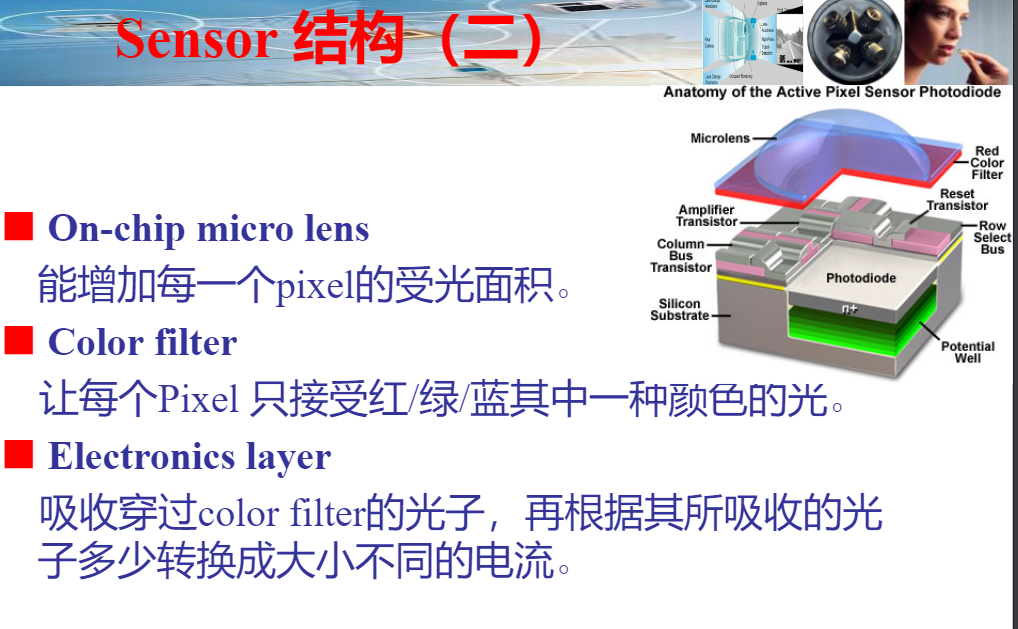 Sensor 结构（二）
Anatomy of the Active Pixel Sensor Photodiode
Microlens
Red
Color
Filter
Reset
Transistor
Amplifier
Transistor
Row
Select
Bus
Column
Bus
Transistor
Photodiode
n+
Silicon
Substrate
Potential
Well
On-chip micro lens
能增加每一个pixel的受光面积。
Color filter
让每个Pixel 只接受红/绿/蓝其中一种颜色的光。
Electronics layer
吸收穿过color filter的光子，再根据其所吸收的光
子多少转换成大小不同的电流。